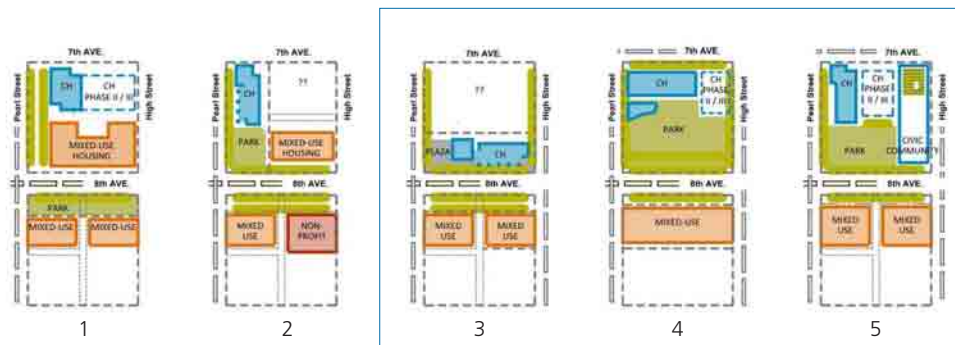 7th AVE.
Pearl Street
High Street
CH
CH
PHASE II / III
MIXED-USE
HOUSING
8th AVE.
PARK
MIXED-USE
MIXED-USE
1
7th AVE.
Pearl Street
High Street
CH
??
PARK
MIXED-USE
HOUSING
8th AVE.
MIXED
USE
NON-
PROFIT
2
7th AVE.
Pearl Street
High Street
??
PLAZA
CH
8th AVE.
MIXED
USE
MIXED
USE
3
7th AVE.
Pearl Street
High Street
CH
CH
PHASE
II / III
PARK
8th AVE.
MIXED-USE
4
7th AVE.
Pearl Street
High Street
CH
CH
PHASE
II / III
PARK
CIVIC
COMMUNITY
8th AVE.
MIXED
USE
MIXED
USE
5